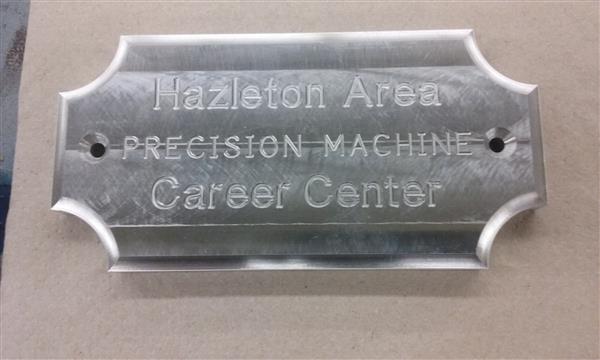 Hazleton Area
PRECISION MACHINE
Career Center